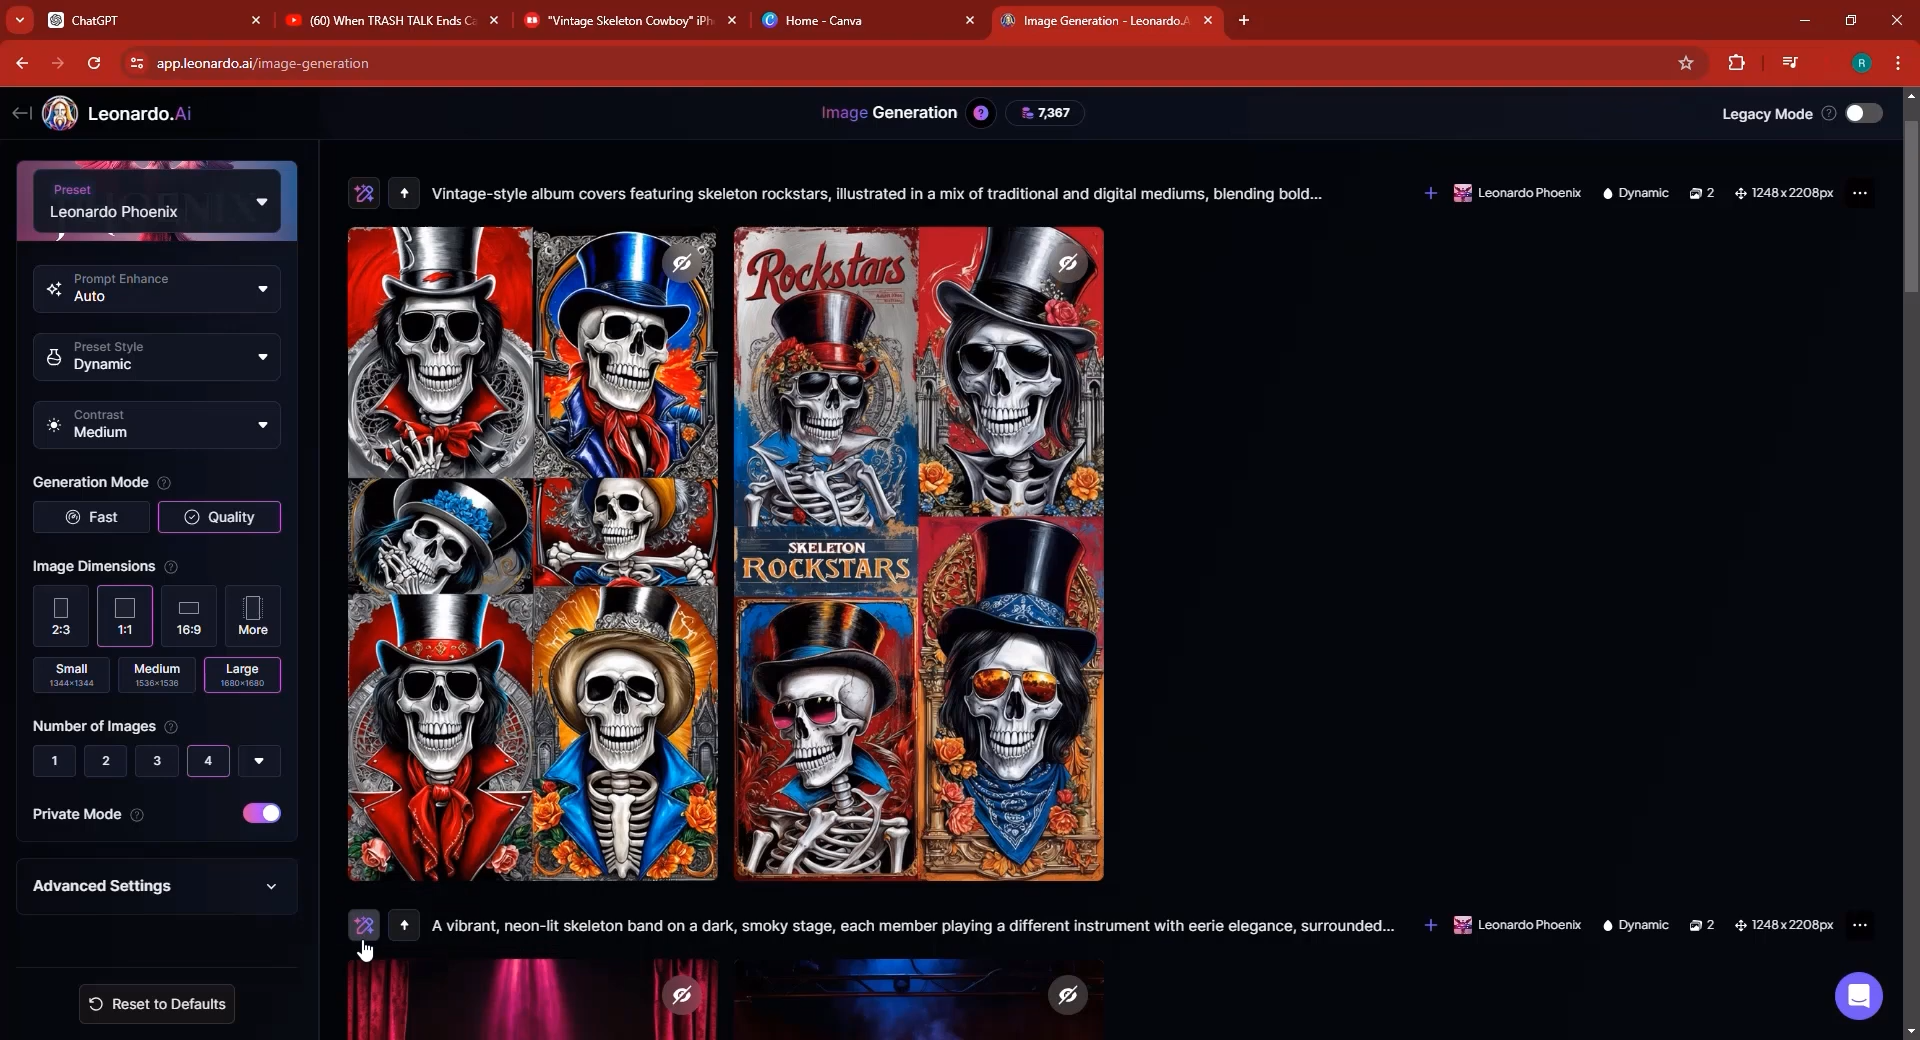 ChatGPT
(60) When TRASH TALK Ends Ca
"Vintage Skeleton Cowboy" iPh
Home - Canva
Image Generation - Leonardo.A
app.leonardo.ai/image-generation
R
Leonardo.Ai
Image Generation
?
7,367
Legacy Mode ?
Preset
Leonardo Phoenix
Prompt Enhance
Auto
Preset Style
Dynamic
Contrast
Medium
Generation Mode ?
Fast
Quality
Image Dimensions ?
2:3
1:1
16:9
More
Small
1344×1344
Medium
1536×1536
Large
1680×1680
Number of Images ?
1
2
3
4
Private Mode ?
Advanced Settings
Reset to Defaults
Vintage-style album covers featuring skeleton rockstars, illustrated in a mix of traditional and digital mediums, blending bold...
Leonardo Phoenix
Dynamic
2
1248 x 2208px
Rockstars
SKELETON
ROCKSTARS
A vibrant, neon-lit skeleton band on a dark, smoky stage, each member playing a different instrument with eerie elegance, surrounded...
Leonardo Phoenix
Dynamic
2
1248 x 2208px